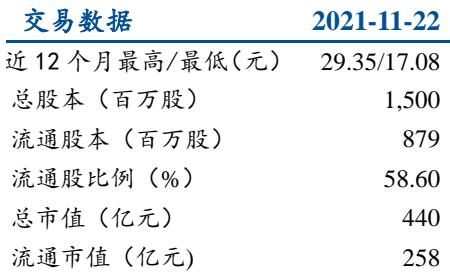 交易数据 2021-11-22
近12个月最高/最低(元) 29.35/17.08
总股本（百万股） 1,500
流通股本（百万股） 879
流通股比例（%） 58.60
总市值（亿元） 440
流通市值（亿元) 258